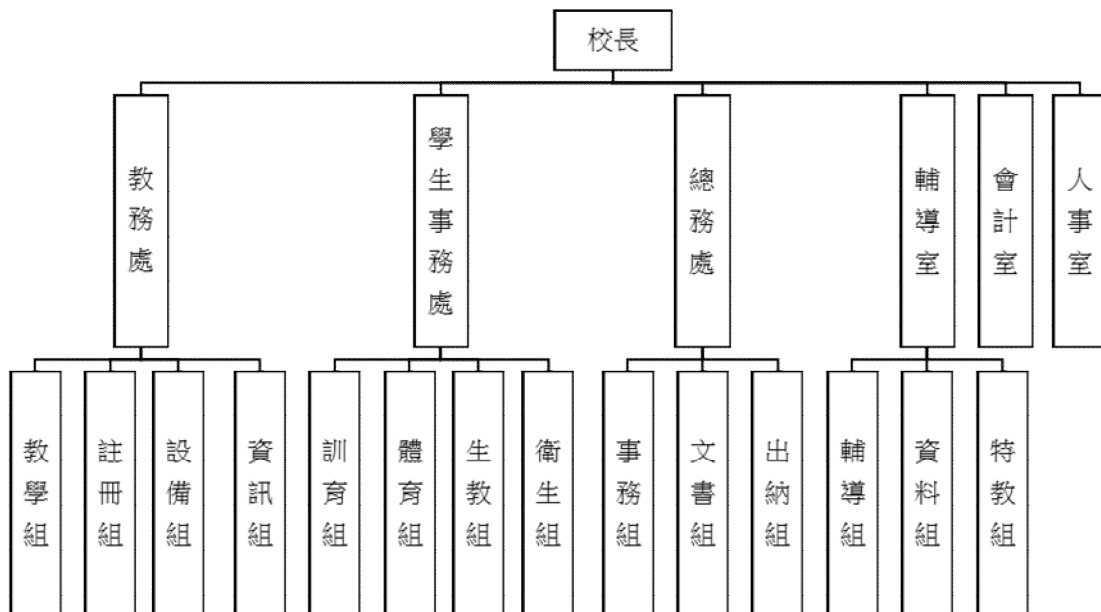 校長
教務處
學生事務處
總務處
輔導室
會計室
人事室
教學組
註冊組
設備組
資訊組
訓育組
體育組
生教組
衛生組
事務組
文書組
出納組
輔導組
資料組
特教組